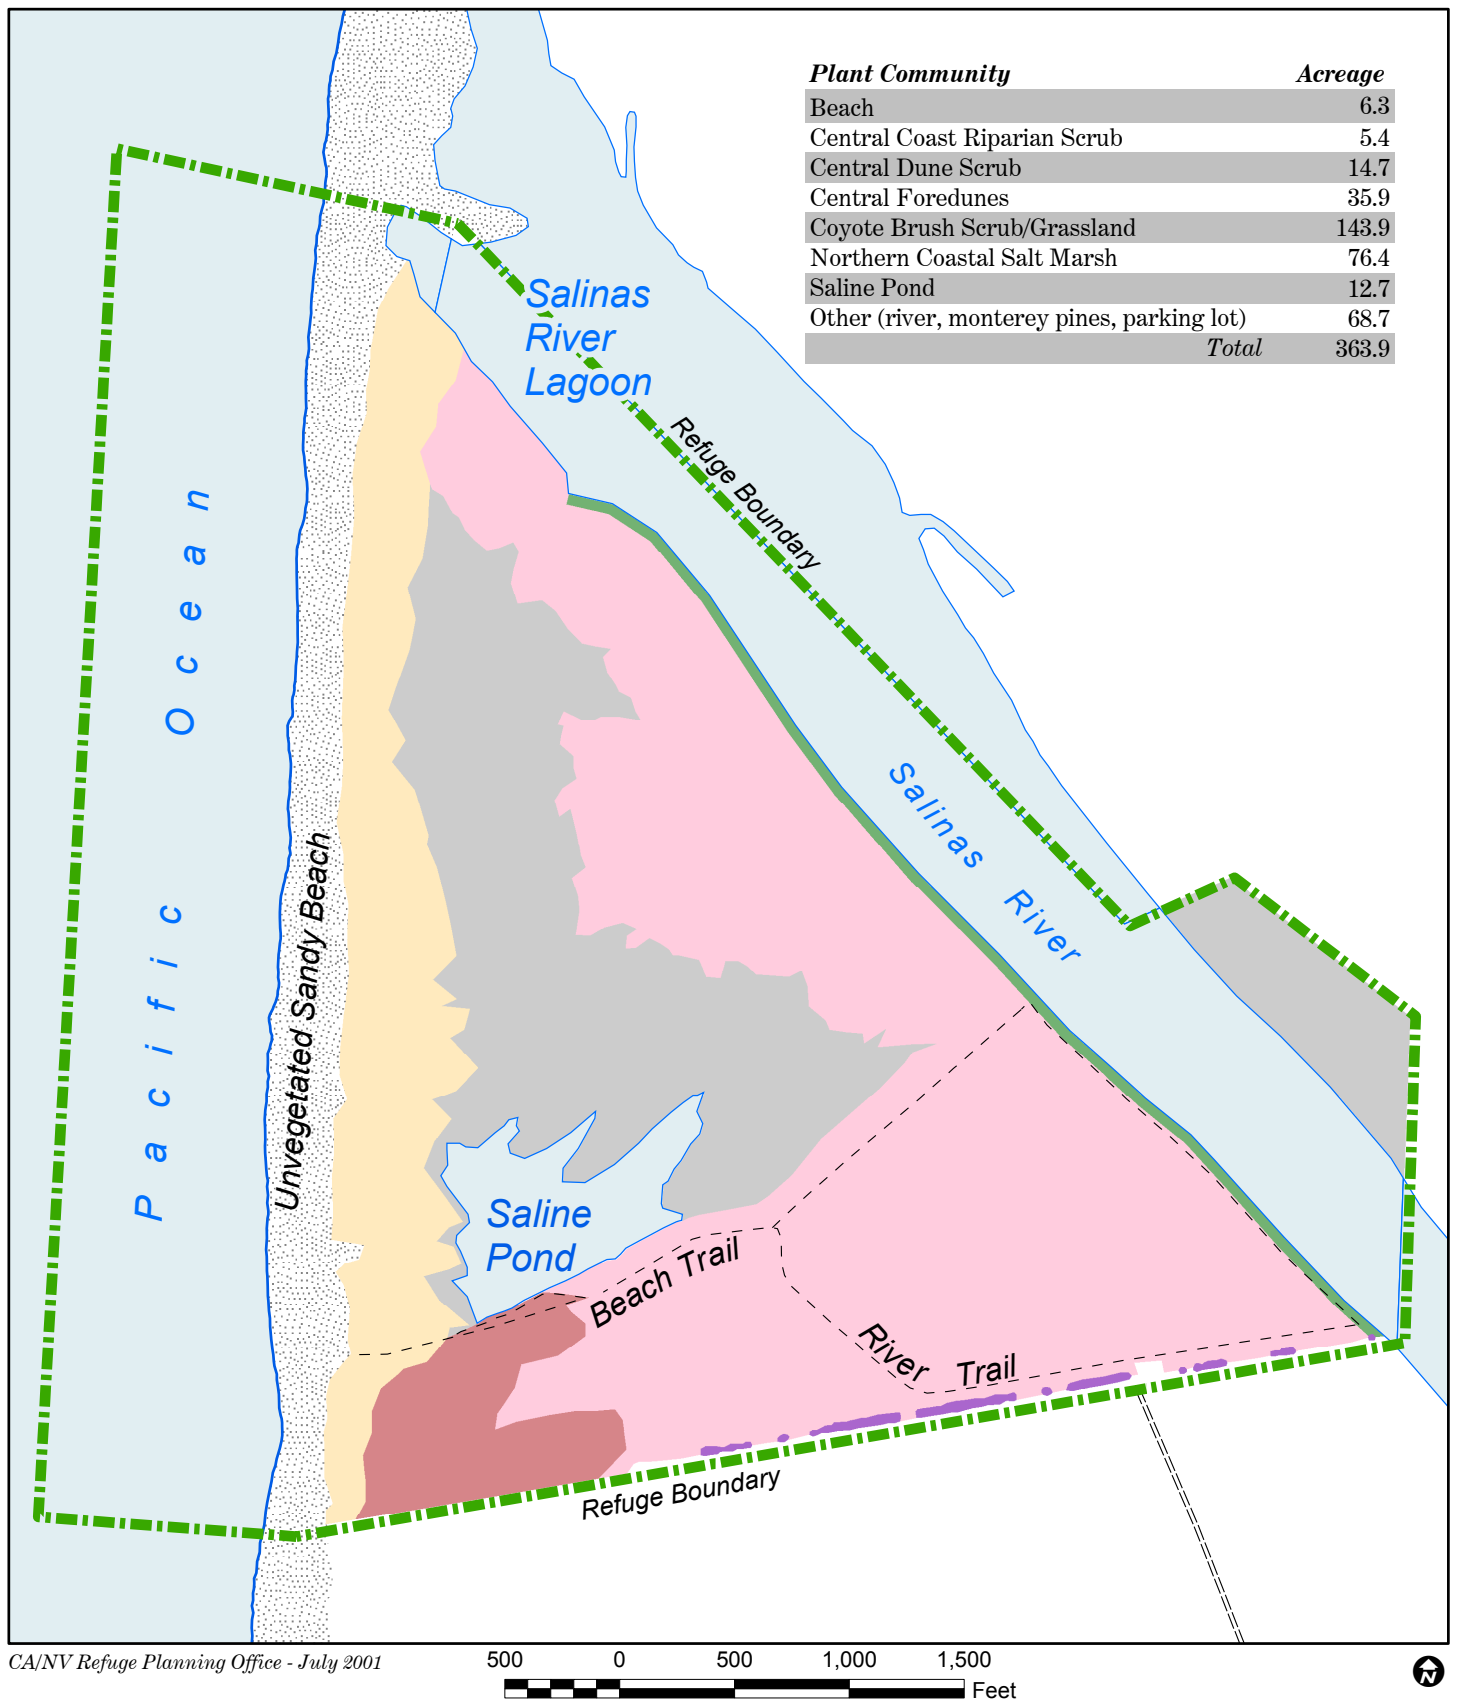 Plant Community Acreage
Beach 6.3
Central Coast Riparian Scrub 5.4
Central Dune Scrub 14.7
Central Foredunes 35.9
Coyote Brush Scrub/Grassland 143.9
Northern Coastal Salt Marsh 76.4
Saline Pond 12.7
Other (river, monterey pines, parking lot) 68.7
Total 363.9
Salinas
River
Lagoon
Refuge Boundary
Pacific Ocean
Unvegetated Sandy Beach
Salinas River
Saline
Pond
Beach Trail
River Trail
Refuge Boundary
CA/NV Refuge Planning Office - July 2001
500 0 500 1,000 1,500
Feet
N